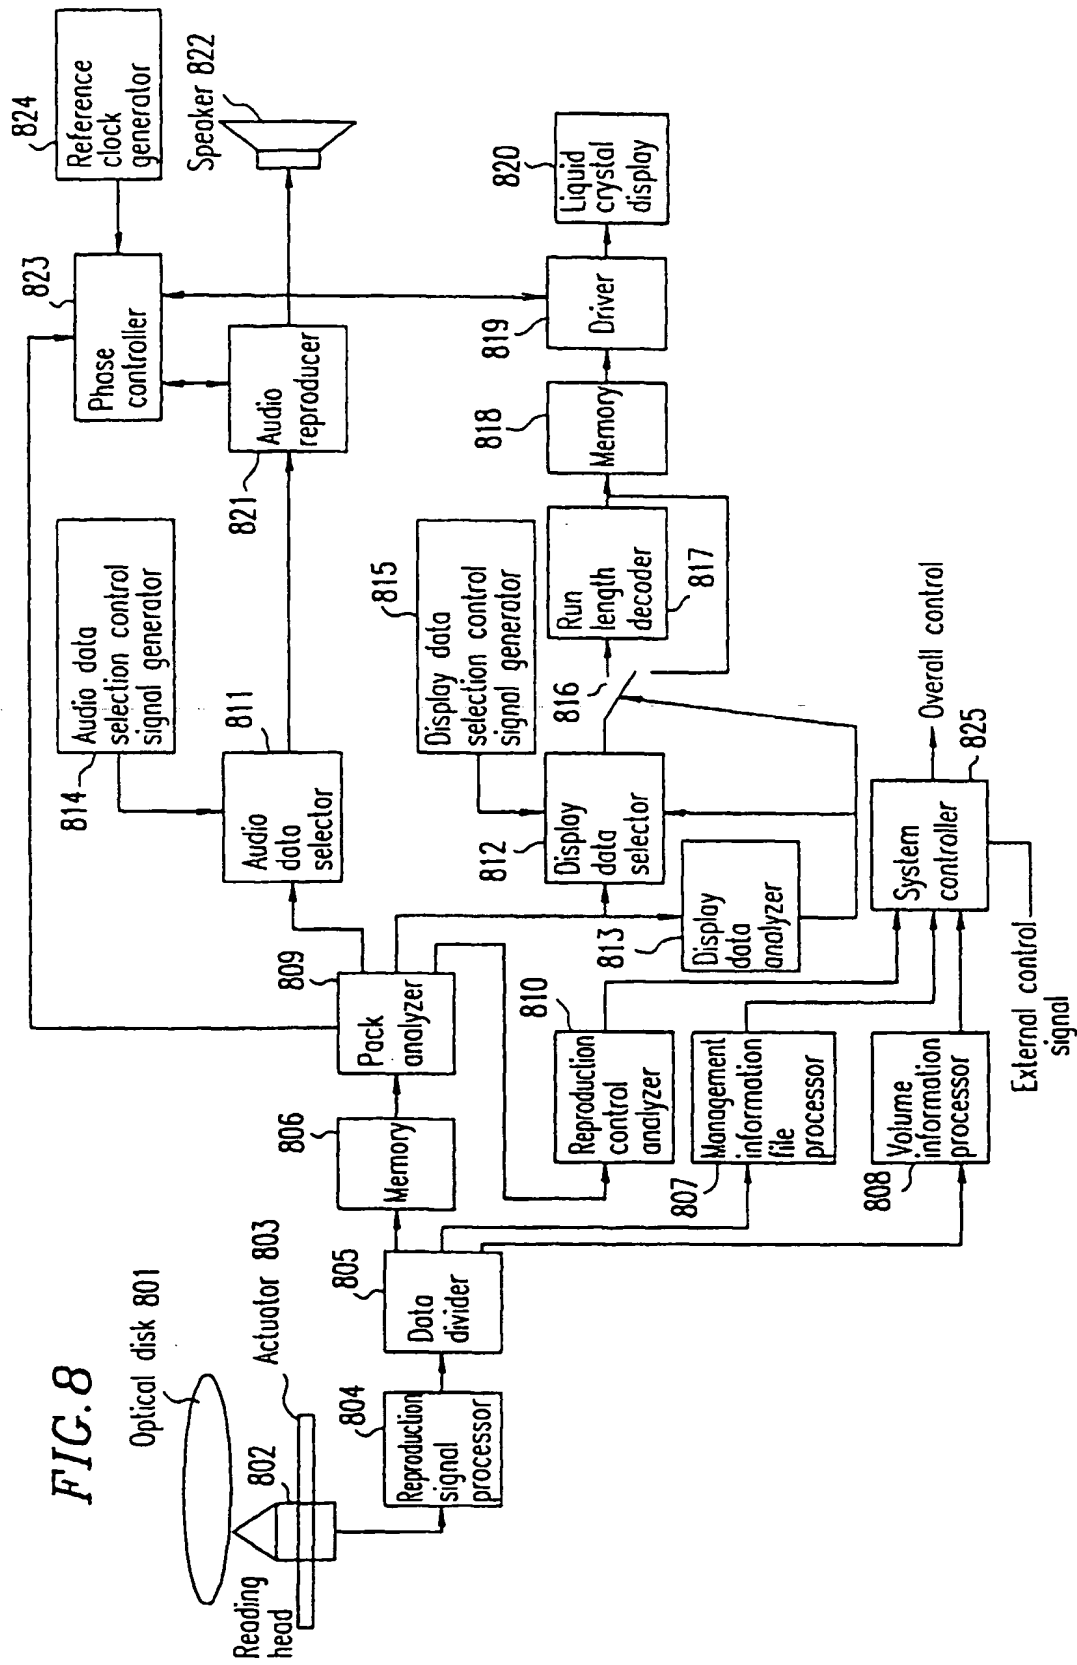 FIG.8
Optical disk 801
Actuator 803
802
Reading
head
804
Reproduction
signal
processor
805
Data
divider
806
Memory
809
Pack
analyzer
810
Reproduction
control
analyzer
807
Management
information
file
processor
808
Volume
information
processor
814
Audio data
selection control
signal generator
811
Audio
data
selector
815
Display data
selection control
signal generator
812
Display
data
selector
813
Display
data
analyzer
816
Run
length
decoder
817
818
Memory
819
Driver
820
Liquid
crystal
display
821
Audio
reproducer
Speaker 822
823
Phase
controller
824
Reference
clock
generator
System
controller
825
Overall control
External control
signal